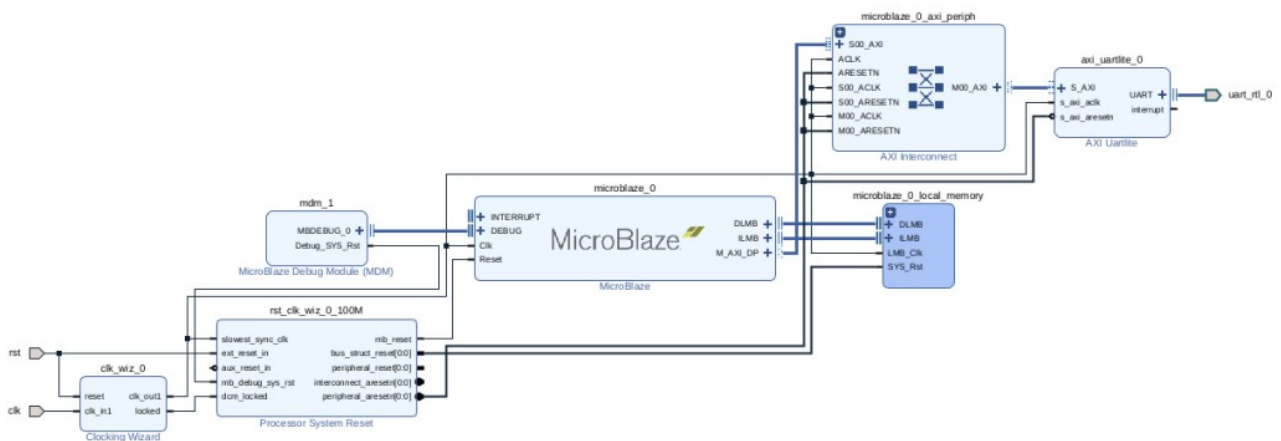 microblaze_0_axi_periph
S00_AXI
ACLK
ARESETN
S00_ACLK
S00_ARESETN
M00_ACLK
M00_ARESETN
M00_AXI
AXI Interconnect
axi_uartlite_0
S_AXI
s_axi_aclk
s_axi_aresetn
UART
interrupt
AXI Uartlite
uart_rtl_0
microblaze_0
INTERRUPT
DEBUG
Clk
Reset
MicroBlaze
DLMB
ILMB
M_AXI_DP
MicroBlaze
microblaze_0_local_memory
DLMB
ILMB
LMB_Clk
SYS_Rst
mdm_1
MBDEBUG_0
Debug_SYS_Rst
MicroBlaze Debug Module (MDM)
rst_clk_wiz_0_100M
slowest_sync_clk
ext_reset_in
aux_reset_in
mb_debug_sys_rst
dcm_locked
mb_reset
bus_struct_reset[0:0]
peripheral_reset[0:0]
interconnect_aresetn[0:0]
peripheral_aresetn[0:0]
Processor System Reset
rst
clk
clk_wiz_0
reset
clk_in1
clk_out1
locked
Clocking Wizard